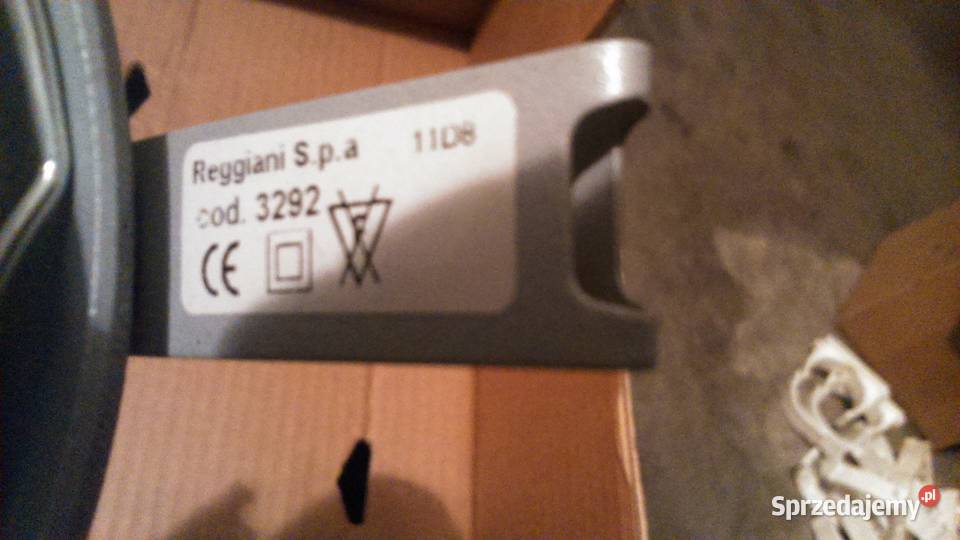 Reggiani S.p.a 11D8
cod. 3292
CE F
Sprzedajemy.pl